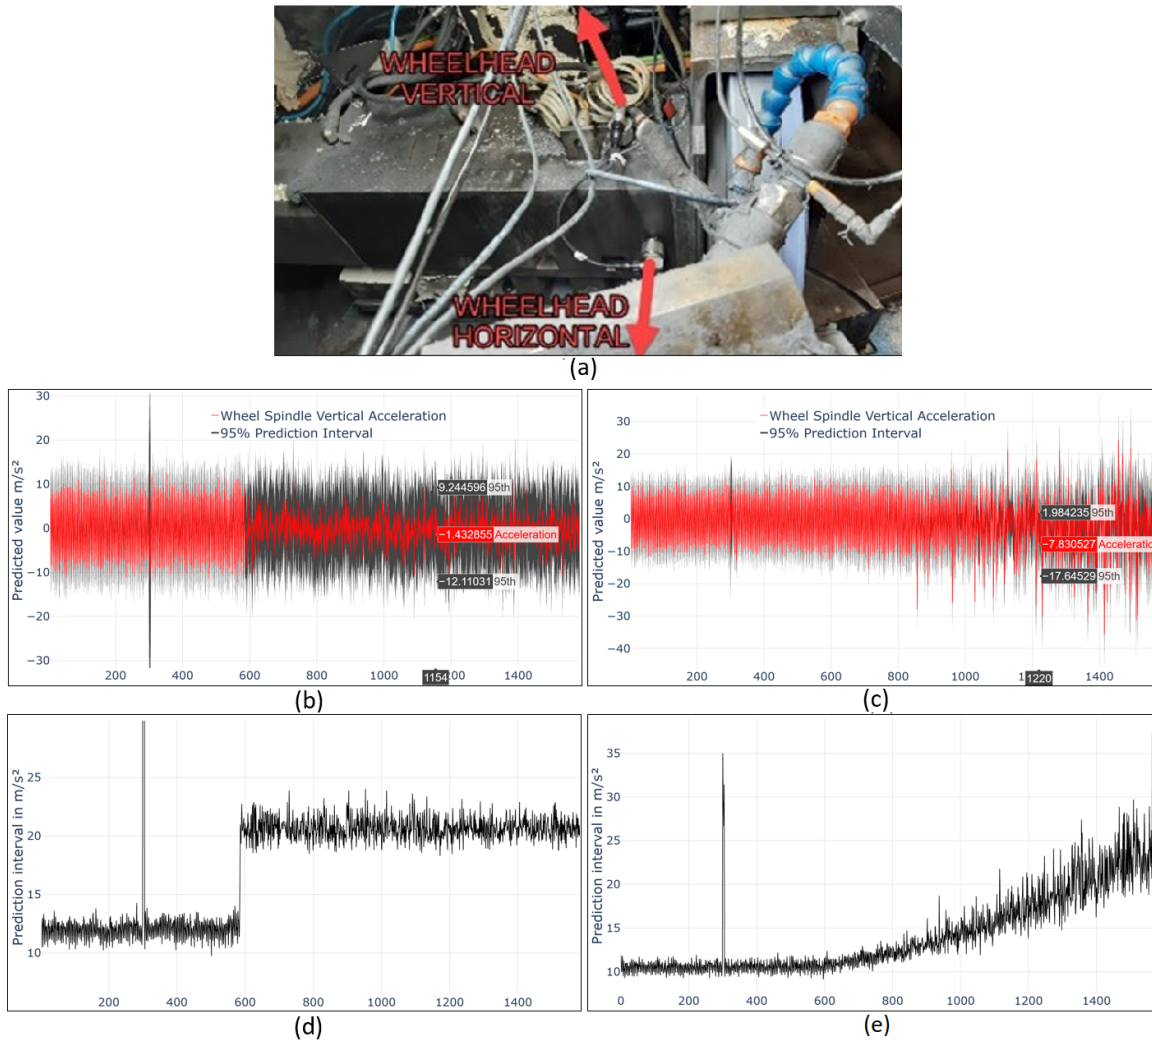 WHEELHEAD
VERTICAL
WHEELHEAD
HORIZONTAL
(a)
Predicted value m/s²
30
20
10
0
−10
−20
−30
Wheel Spindle Vertical Acceleration
95% Prediction Interval
9.244596 95th
−1.432855 Acceleration
−12.11031 95th
200 400 600 800 1000 1154 1200 1400
(b)
Predicted value m/s²
30
20
10
0
−10
−20
−30
−40
Wheel Spindle Vertical Acceleration
95% Prediction Interval
1.984235 95th
−7.830527 Acceleratio
−17.64529 95th
200 400 600 800 1000 1220 1400
(c)
Prediction interval in m/s²
25
20
15
10
200 400 600 800 1000 1200 1400
(d)
Prediction interval in m/s²
35
30
25
20
15
10
0 200 400 600 800 1000 1200 1400
(e)